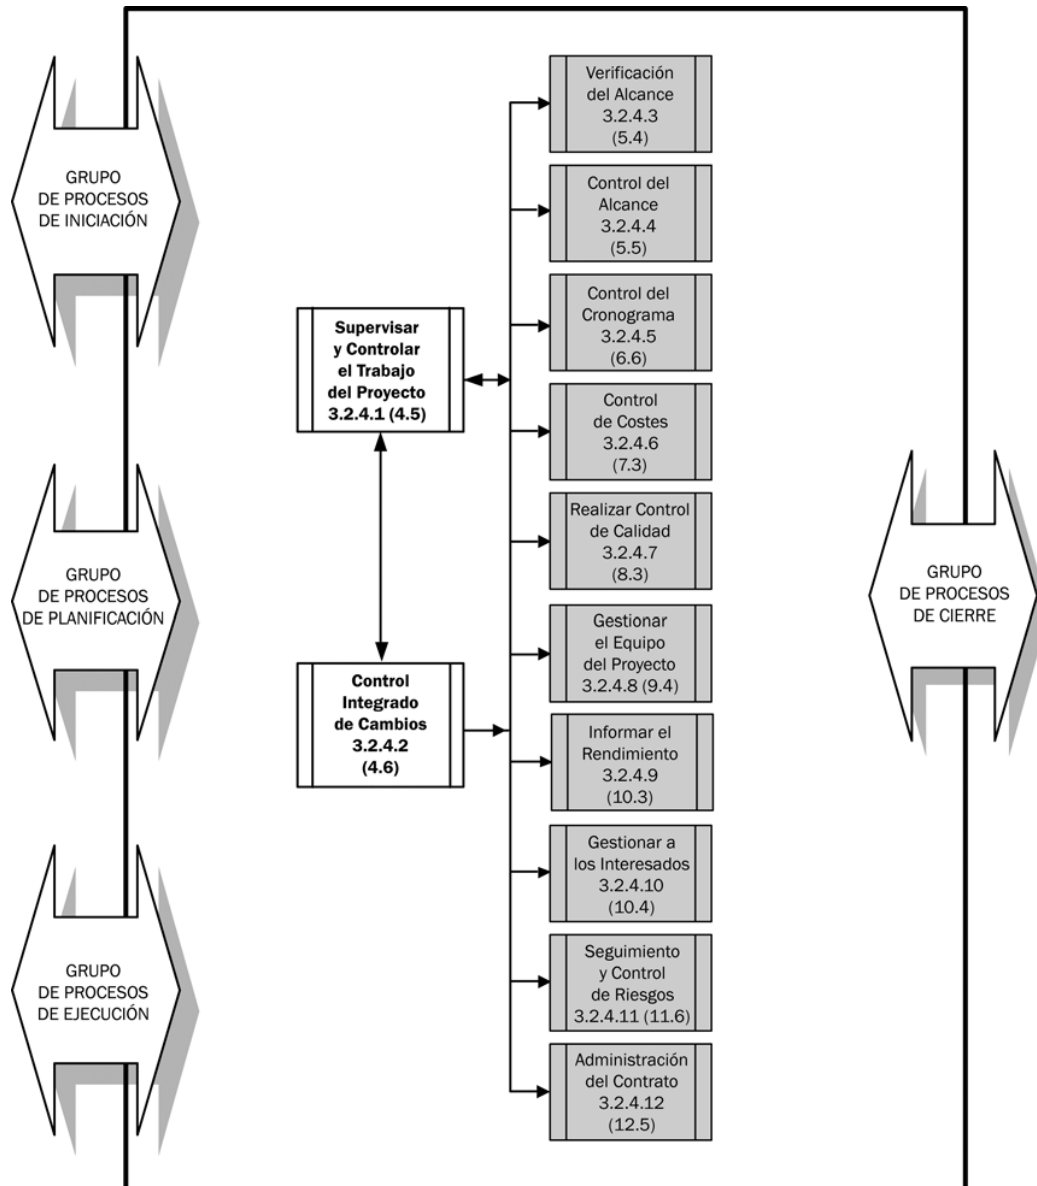 GRUPO
DE PROCESOS
DE INICIACIÓN
GRUPO
DE PROCESOS
DE PLANIFICACIÓN
GRUPO
DE PROCESOS
DE EJECUCIÓN
Supervisar
y Controlar
el Trabajo
del Proyecto
3.2.4.1 (4.5)
Control
Integrado
de Cambios
3.2.4.2
(4.6)
Verificación
del Alcance
3.2.4.3
(5.4)
Control del
Alcance
3.2.4.4
(5.5)
Control del
Cronograma
3.2.4.5
(6.6)
Control
de Costes
3.2.4.6
(7.3)
Realizar Control
de Calidad
3.2.4.7
(8.3)
Gestionar
el Equipo
del Proyecto
3.2.4.8 (9.4)
Informar el
Rendimiento
3.2.4.9
(10.3)
Gestionar a
los Interesados
3.2.4.10
(10.4)
Seguimiento
y Control
de Riesgos
3.2.4.11 (11.6)
Administración
del Contrato
3.2.4.12
(12.5)
GRUPO
DE PROCESOS
DE CIERRE